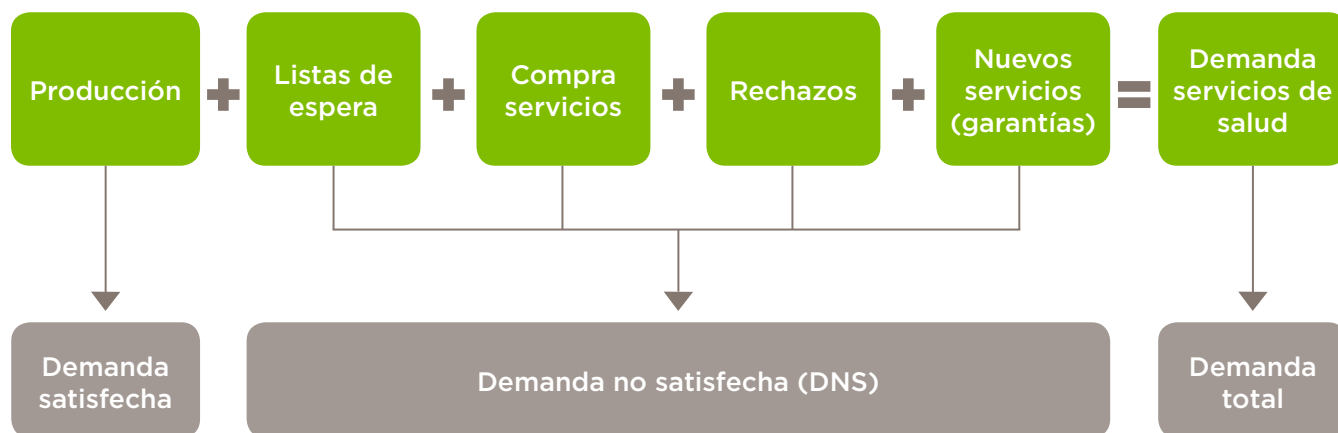 Producción
Listas de
espera
Compra
servicios
Rechazos
Nuevos
servicios
(garantías)
Demanda
servicios de
salud
Demanda
satisfecha
Demanda no satisfecha (DNS)
Demanda
total